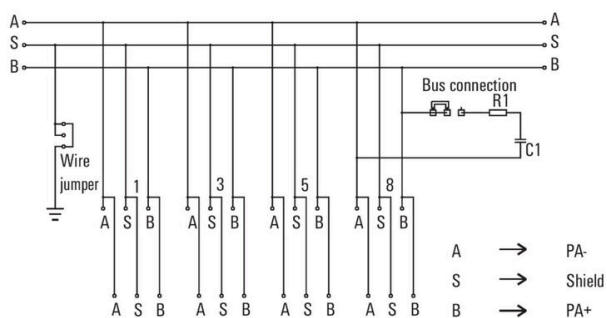 A A
S S
B B
Bus connection
R1
C1
Wire
jumper
1 3 5 8
A S B A S B A S B A S B
A S B A S B A S B A S B
A → PA-
S → Shield
B → PA+